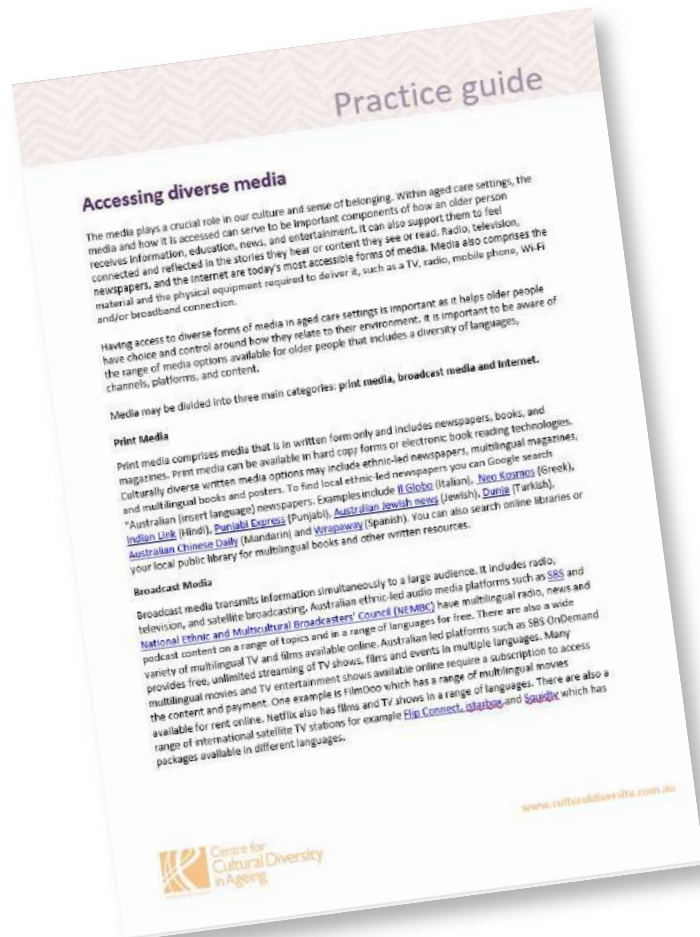 Practice guide
Accessing diverse media
The media plays a crucial role in our culture and sense of belonging. Within aged care settings, the
media and how it is accessed can serve to be important components of how an older person
receives information, education, news, and entertainment. It can also support them to feel
connected and reflected in the stories they hear or content they see or read. Radio, television,
newspapers, and the Internet are today's most accessible forms of media. Media also comprises the
material and the physical equipment required to deliver it, such as a TV, radio, mobile phone, Wi-Fi
and/or broadband connection.
Having access to diverse forms of media in aged care settings is important as it helps older people
have choice and control around how they relate to their environment. It is important to be aware of
the range of media options available for older people that includes a diversity of languages,
channels, platforms, and content.
Media may be divided into three main categories: print media, broadcast media and Internet.
Print Media
Print media comprises media that is in written form only and includes newspapers, books, and
magazines. Print media can be available in hard copy forms or electronic book reading technologies.
Culturally diverse written media options may include ethnic-led newspapers, multilingual magazines,
and multilingual books and posters. To find local ethnic-led newspapers you can Google search
"Australian (insert language) newspapers. Examples include Il Globo (Italian), Neo Kosmos (Greek),
Indian Link (Hindi), Punjabi Express (Punjabi), Australian Jewish news (Jewish), Dunja (Turkish),
Australian Chinese Daily (Mandarin) and Wrapaway (Spanish). You can also search online libraries or
your local public library for multilingual books and other written resources.
Broadcast Media
Broadcast media transmits information simultaneously to a large audience. It includes radio,
television, and satellite broadcasting. Australian ethnic-led audio media platforms such as SBS and
National Ethnic and Multicultural Broadcasters' Council (NEMBC) have multilingual radio, news and
podcast content on a range of topics and in a range of languages for free. There are also a wide
variety of multilingual TV and films available online. Australian led platforms such as SBS OnDemand
provides free, unlimited streaming of TV shows, films and events in multiple languages. Many
multilingual movies and TV entertainment shows available online require a subscription to access
the content and payment. One example is FilmDoo which has a range of multilingual movies
available for rent online. Netflix also has films and TV shows in a range of languages. There are also a
range of international satellite TV stations for example Flip Connect, istarbox and Squidtv which has
packages available in different languages.
www.culturaldiversity.com.au
Centre for
Cultural Diversity
in Ageing